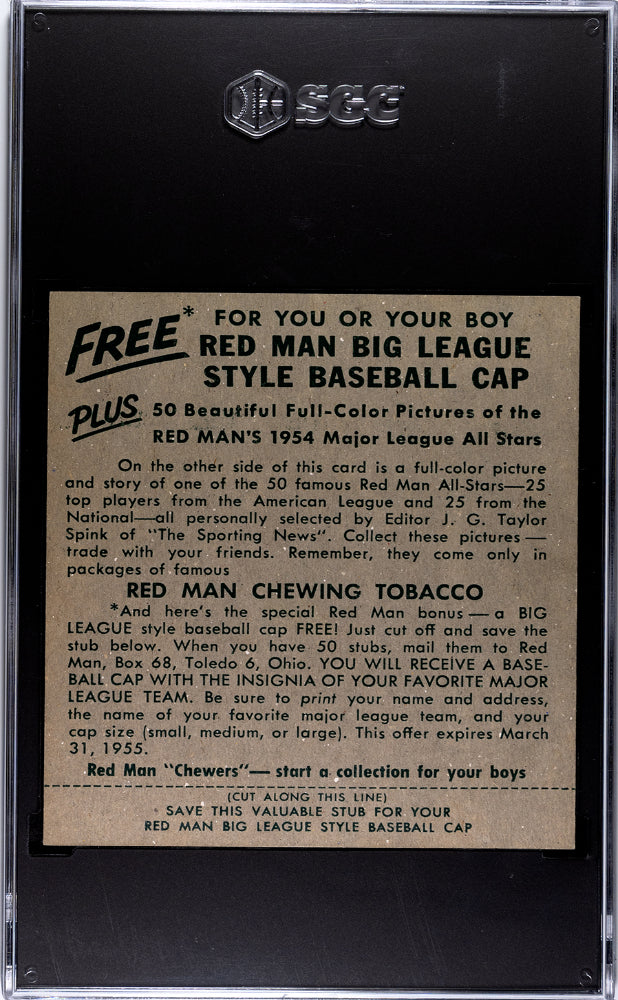 SGC
FREE* FOR YOU OR YOUR BOY
RED MAN BIG LEAGUE
STYLE BASEBALL CAP
PLUS 50 Beautiful Full-Color Pictures of the
RED MAN'S 1954 Major League All Stars
On the other side of this card is a full-color picture
and story of one of the 50 famous Red Man All-Stars—25
top players from the American League and 25 from the
National—all personally selected by Editor J. G. Taylor
Spink of "The Sporting News". Collect these pictures—
trade with your friends. Remember, they come only in
packages of famous
RED MAN CHEWING TOBACCO
*And here's the special Red Man bonus—a BIG
LEAGUE style baseball cap FREE! Just cut off and save the
stub below. When you have 50 stubs, mail them to Red
Man, Box 68, Toledo 6, Ohio. YOU WILL RECEIVE A BASE-
BALL CAP WITH THE INSIGNIA OF YOUR FAVORITE MAJOR
LEAGUE TEAM. Be sure to print your name and address,
the name of your favorite major league team, and your
cap size (small, medium, or large). This offer expires March
31, 1955.
Red Man "Chewers"—start a collection for your boys
(CUT ALONG THIS LINE)
SAVE THIS VALUABLE STUB FOR YOUR
RED MAN BIG LEAGUE STYLE BASEBALL CAP